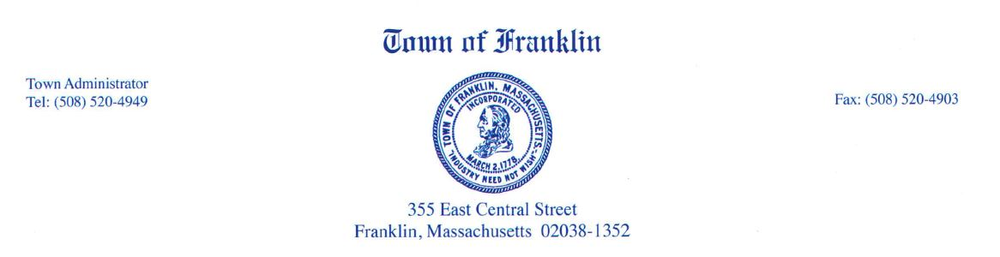 Town of Franklin
Town Administrator
Tel: (508) 520-4949
Fax: (508) 520-4903
TOWN OF FRANKLIN, MASSACHUSETTS.
INCORPORATED
MARCH 2, 1778.
"INDUSTRY NEED NOT WISH"
355 East Central Street
Franklin, Massachusetts 02038-1352